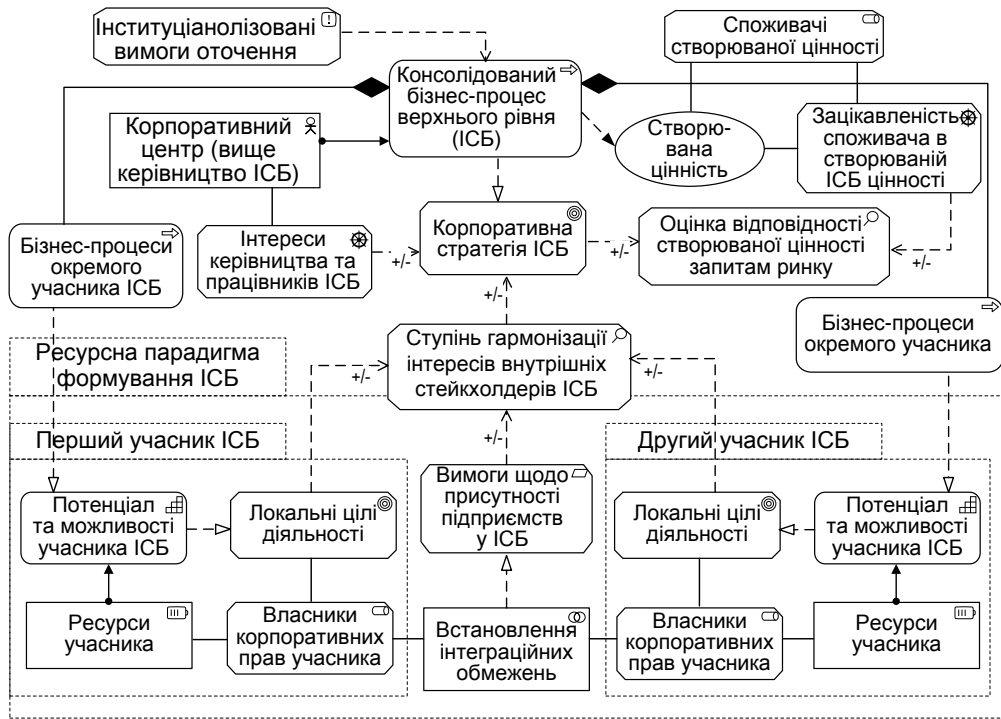 Інституціанолізовані
вимоги оточення
Споживачі
створюваної цінності
Консолідований
бізнес-процес
верхнього рівня
(ІСБ)
Корпоративний
центр (вище
керівництво ІСБ)
Створю-
вана
цінність
Зацікавленість
споживача в
створюваній
ІСБ цінності
Бізнес-процеси
окремого
учасника ІСБ
Інтереси
керівництва та
працівників ІСБ
+/-
Корпоративна
стратегія ІСБ
+/-
Оцінка відповідності
створюваної цінності
запитам ринку
+/-
+/-
Бізнес-процеси
окремого учасника
Ресурсна парадигма
формування ІСБ
+/-
Ступінь гармонізації
інтересів внутрішніх
стейкхолдерів ІСБ
+/-
+/-
Перший учасник ІСБ
Другий учасник ІСБ
Потенціал
та можливості
учасника ІСБ
Локальні цілі
діяльності
Вимоги щодо
присутності
підприємств
у ІСБ
Локальні цілі
діяльності
Потенціал
та можливості
учасника ІСБ
Ресурси
учасника
Власники
корпоративних
прав учасника
Встановлення
інтеграційних
обмежень
Власники
корпоративних
прав учасника
Ресурси
учасника